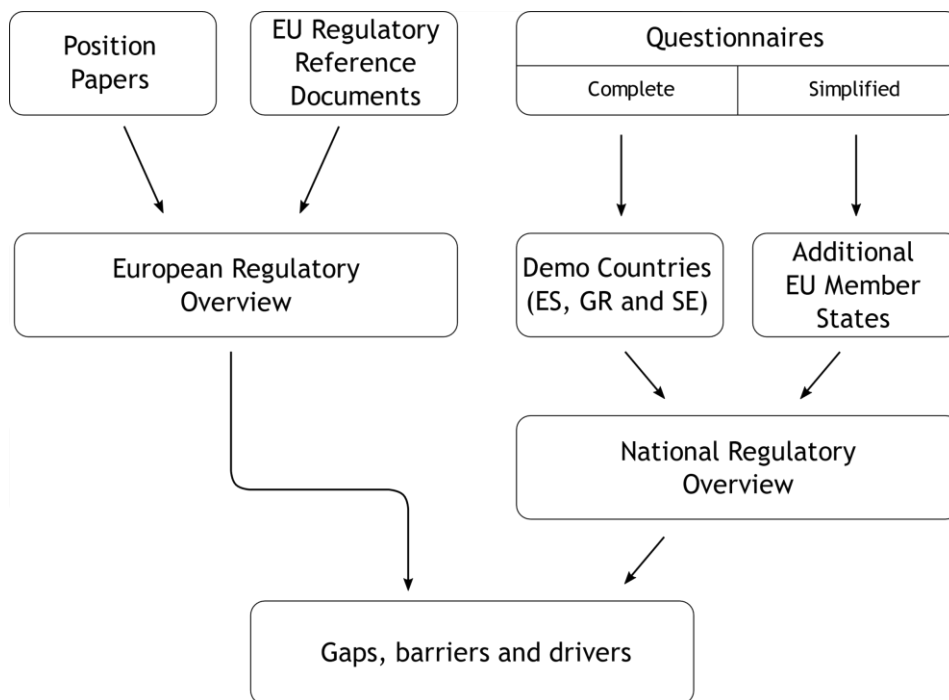 Position
Papers
EU Regulatory
Reference
Documents
Questionnaires
Complete
Simplified
European Regulatory
Overview
Demo Countries
(ES, GR and SE)
Additional
EU Member
States
National Regulatory
Overview
Gaps, barriers and drivers